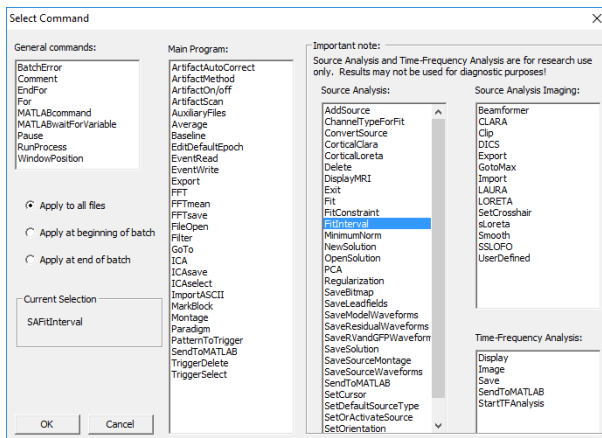 Select Command
General commands:
BatchError
Comment
EndFor
For
MATLABcommand
MATLABwaitForVariable
Pause
RunProcess
WindowPosition
Apply to all files
Apply at beginning of batch
Apply at end of batch
Current Selection
SAFitInterval
OK
Cancel
Main Program:
ArtifactAutoCorrect
ArtifactMethod
ArtifactOn/off
ArtifactScan
AuxiliaryFiles
Average
Baseline
EditDefaultEpoch
EventRead
EventWrite
Export
FFT
FFTmean
FFTsave
FileOpen
Filter
GoTo
ICA
ICAsave
ICAselect
ImportASCII
MarkBlock
Montage
Paradigm
PatternToTrigger
SendToMATLAB
TriggerDelete
TriggerSelect
Important note:
Source Analysis and Time-Frequency Analysis are for research use
only. Results may not be used for diagnostic purposes!
Source Analysis:
AddSource
ChannelTypeForFit
ConvertSource
CorticalClara
CorticalLoreta
Delete
DisplayMRI
Exit
Fit
FitConstraint
FitInterval
MinimumNorm
NewSolution
OpenSolution
PCA
Regularization
SaveBitmap
SaveLeadfields
SaveModelWaveforms
SaveResidualWaveforms
SaveRVandGFPWaveform
SaveSolution
SaveSourceMontage
SaveSourceWaveforms
SendToMATLAB
SetCursor
SetDefaultSourceType
SetOrActivateSource
SetOrientation
Source Analysis Imaging:
Beamformer
CLARA
Clip
DICS
Export
GotoMax
Import
LAURA
LORETA
SetCrosshair
sLoreta
Smooth
SSLOFO
UserDefined
Time-Frequency Analysis:
Display
Image
Save
SendToMATLAB
StartTFAnalysis